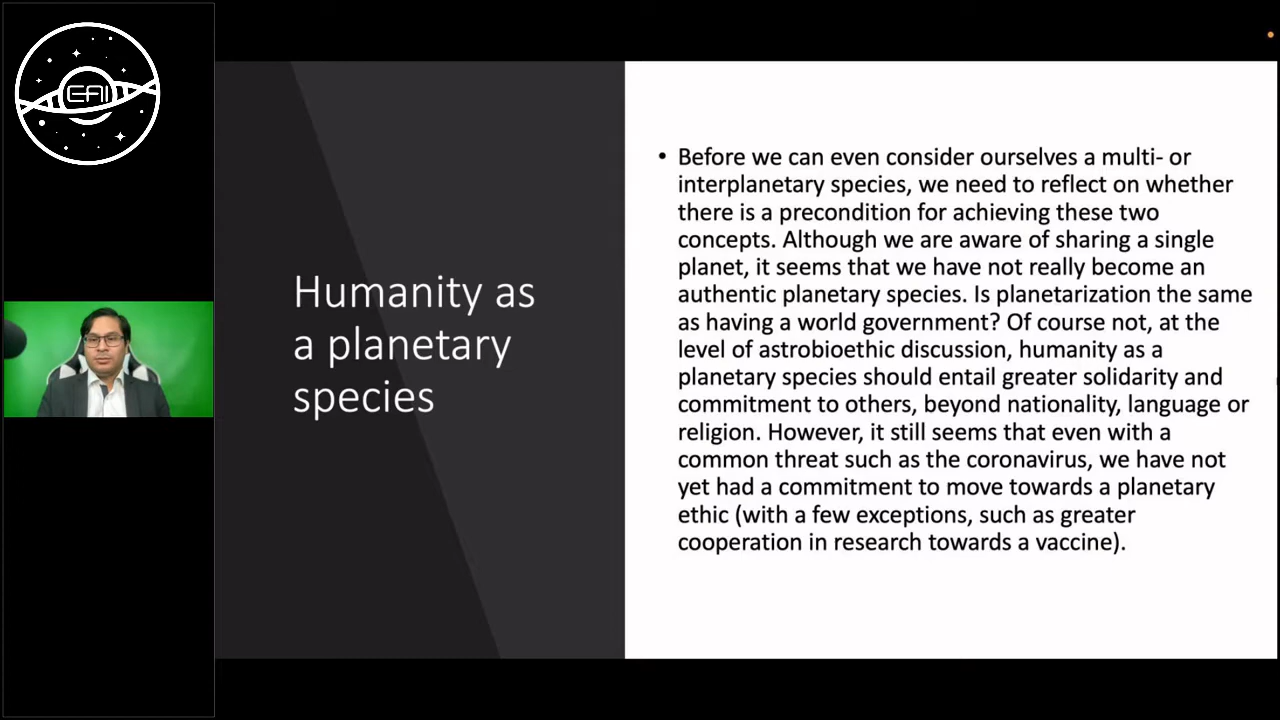 EAI
Humanity as
a planetary
species
• Before we can even consider ourselves a multi- or
interplanetary species, we need to reflect on whether
there is a precondition for achieving these two
concepts. Although we are aware of sharing a single
planet, it seems that we have not really become an
authentic planetary species. Is planetarization the same
as having a world government? Of course not, at the
level of astrobioethic discussion, humanity as a
planetary species should entail greater solidarity and
commitment to others, beyond nationality, language or
religion. However, it still seems that even with a
common threat such as the coronavirus, we have not
yet had a commitment to move towards a planetary
ethic (with a few exceptions, such as greater
cooperation in research towards a vaccine).